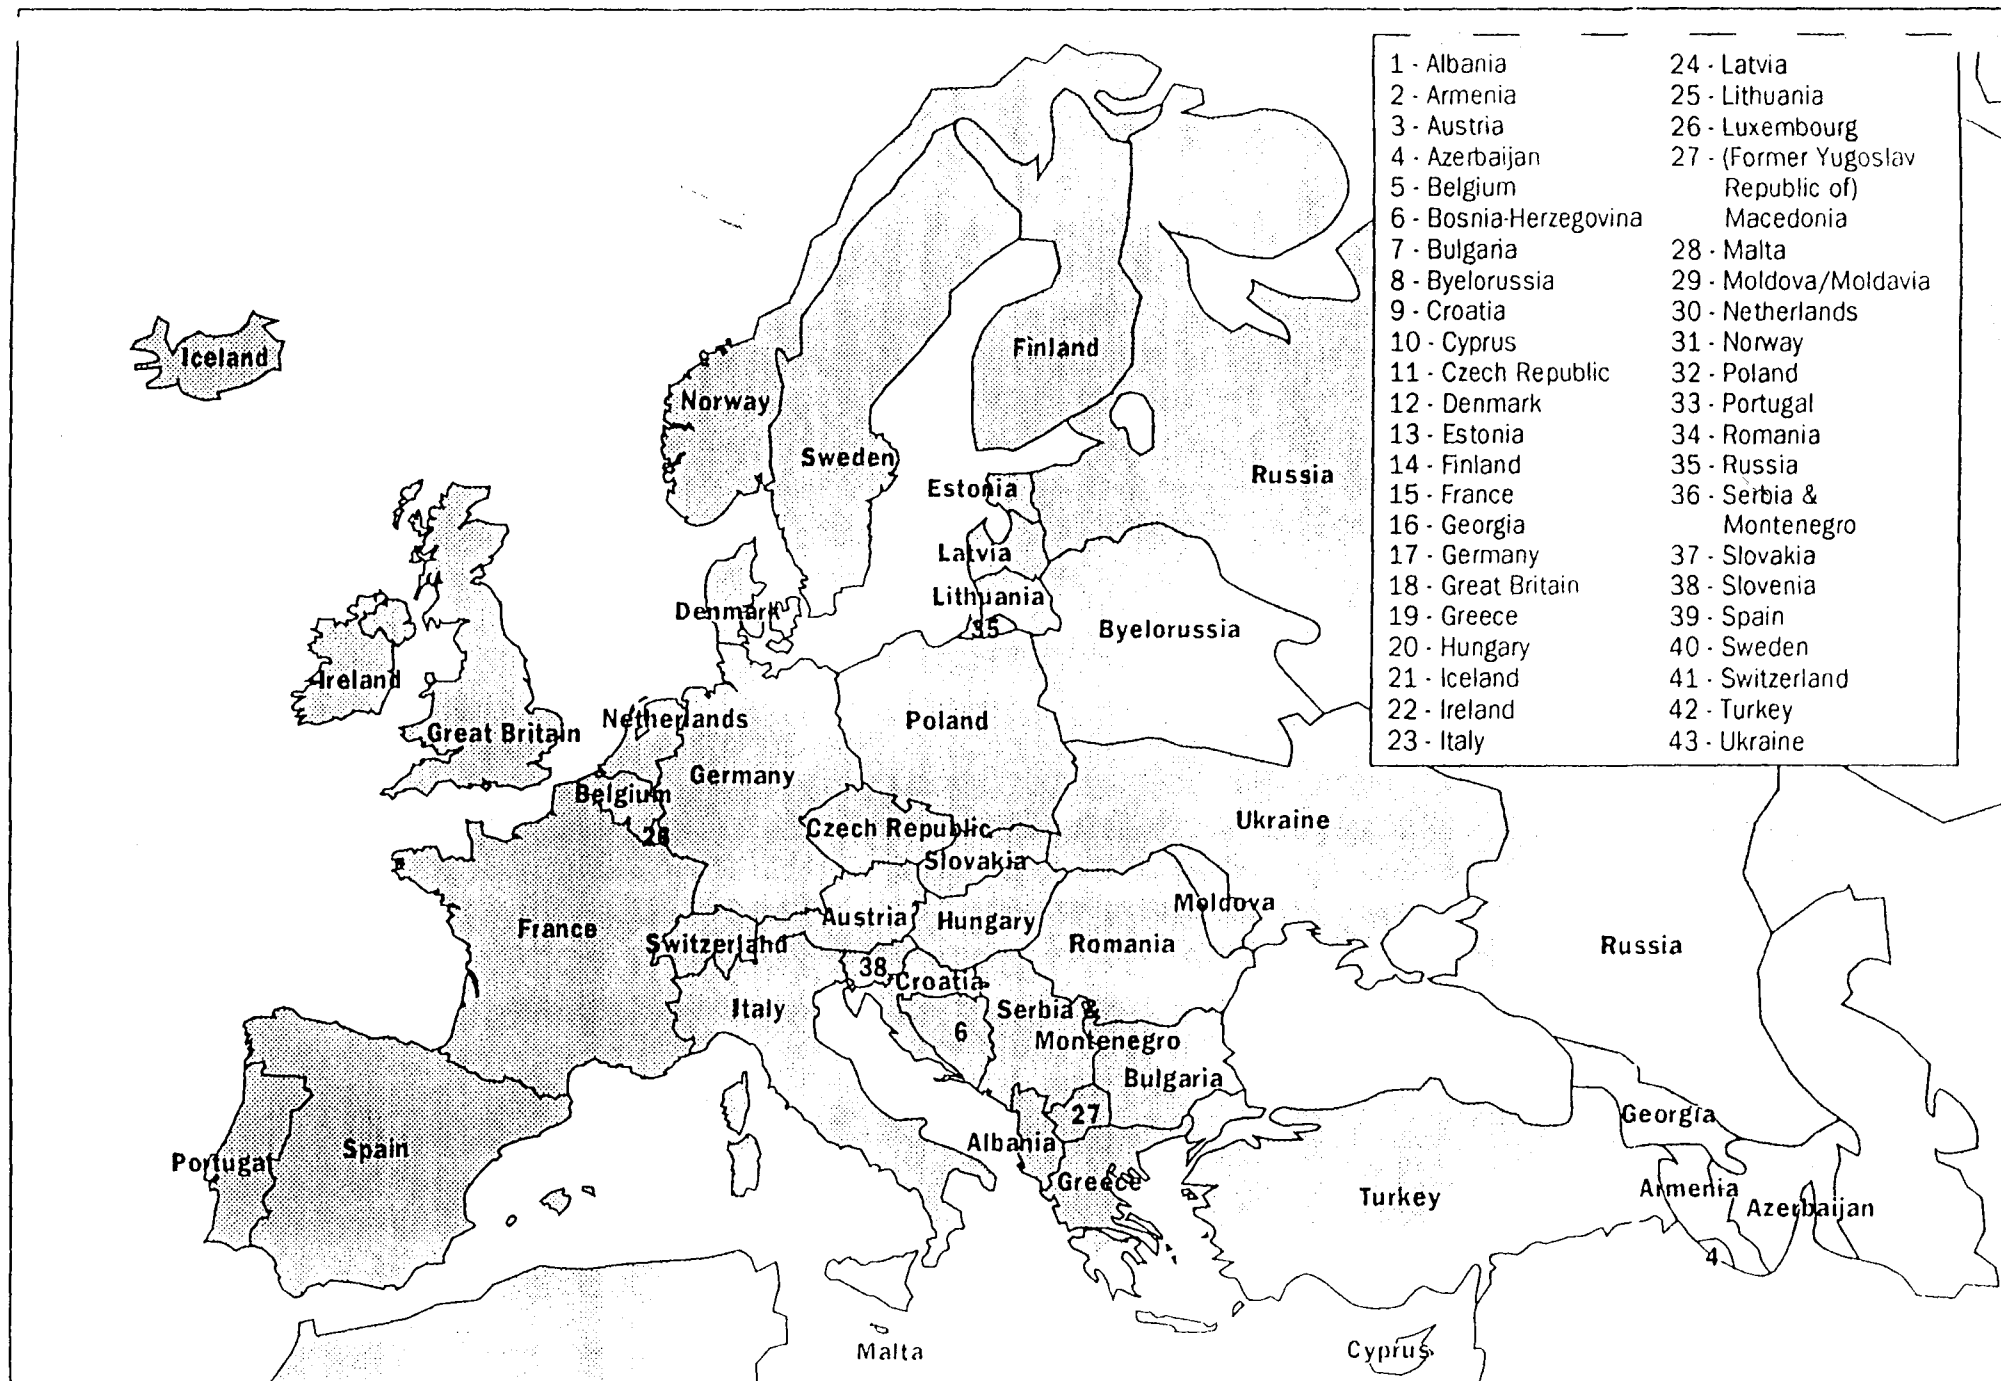 1 - Albania
2 - Armenia
3 - Austria
4 - Azerbaijan
5 - Belgium
6 - Bosnia-Herzegovina
7 - Bulgaria
8 - Byelorussia
9 - Croatia
10 - Cyprus
11 - Czech Republic
12 - Denmark
13 - Estonia
14 - Finland
15 - France
16 - Georgia
17 - Germany
18 - Great Britain
19 - Greece
20 - Hungary
21 - Iceland
22 - Ireland
23 - Italy
24 - Latvia
25 - Lithuania
26 - Luxembourg
27 - (Former Yugoslav
Republic of)
Macedonia
28 - Malta
29 - Moldova/Moldavia
30 - Netherlands
31 - Norway
32 - Poland
33 - Portugal
34 - Romania
35 - Russia
36 - Serbia &
Montenegro
37 - Slovakia
38 - Slovenia
39 - Spain
40 - Sweden
41 - Switzerland
42 - Turkey
43 - Ukraine
Iceland
Finland
Norway
Sweden
Russia
Estonia
Latvia
Lithuania
Denmark
35
Byelorussia
Ireland
Netherlands
Poland
Great Britain
Germany
Belgium
Ukraine
Czech Republic
26
Slovakia
Moldova
Austria
Hungary
France
Switzerland
Romania
Russia
38
Croatia
Italy
Serbia &
6
Montenegro
Bulgaria
27
Georgia
Albania
Spain
Portugal
Greece
Armenia
Turkey
Azerbaijan
4
Malta
Cyprus